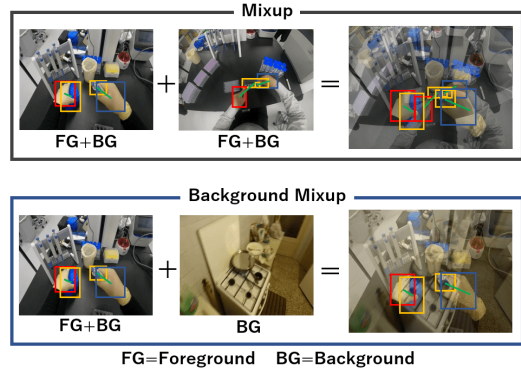 Mixup
+ =
FG+BG FG+BG
Background Mixup
+ =
FG+BG BG
FG=Foreground BG=Background